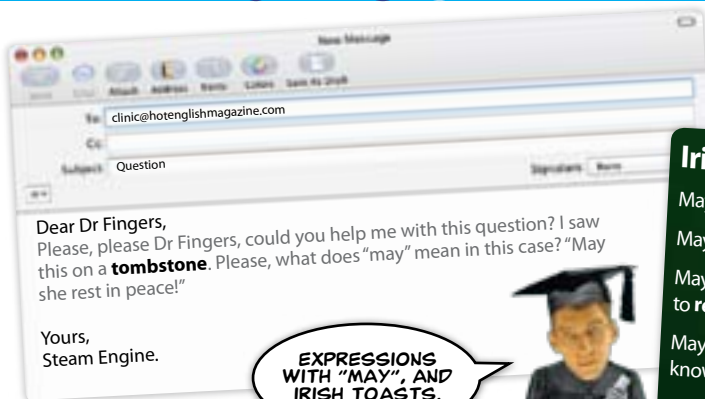 New Message
Attach Address Fonts Colors Save As Draft
To: clinic@hotenglishmagazine.com
Cc:
Subject: Question
Signature: None
Dear Dr Fingers,
Please, please Dr Fingers, could you help me with this question? I saw
this on a tombstone. Please, what does “may” mean in this case? “May
she rest in peace!”
Yours,
Steam Engine.
EXPRESSIONS
WITH “MAY”, AND
IRISH TOASTS.
Iri
May
May
to re
May
know